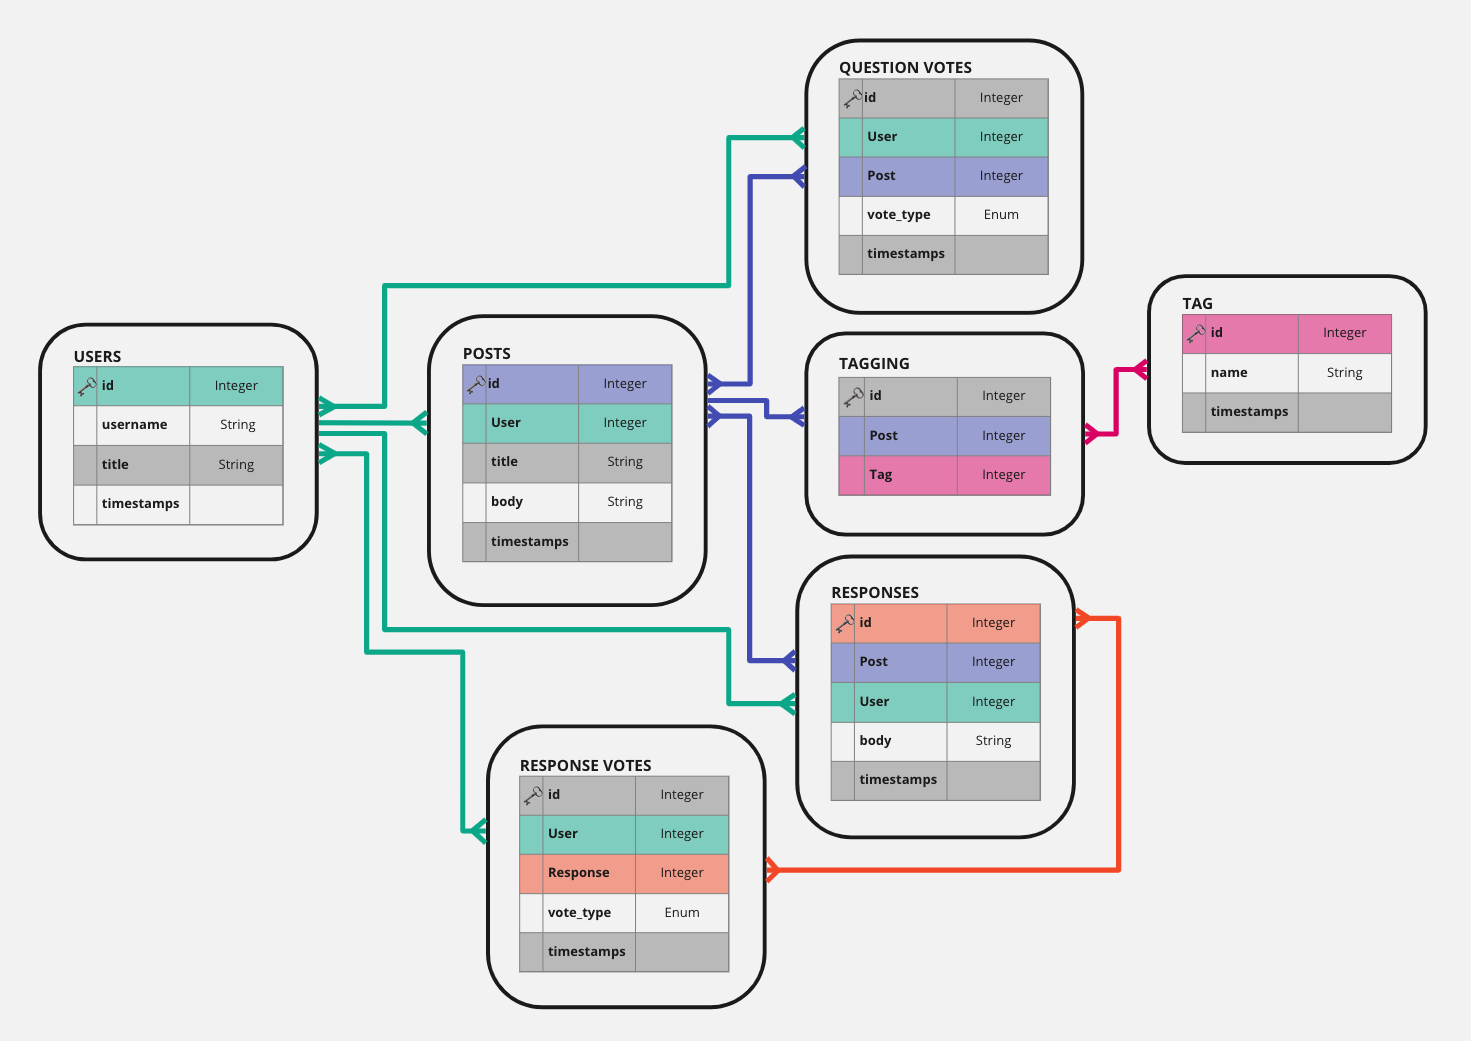 QUESTION VOTES
id Integer
User Integer
Post Integer
vote_type Enum
timestamps
TAG
id Integer
name String
timestamps
USERS
id Integer
username String
title String
timestamps
POSTS
id Integer
User Integer
title String
body String
timestamps
TAGGING
id Integer
Post Integer
Tag Integer
RESPONSES
id Integer
Post Integer
User Integer
body String
timestamps
RESPONSE VOTES
id Integer
User Integer
Response Integer
vote_type Enum
timestamps